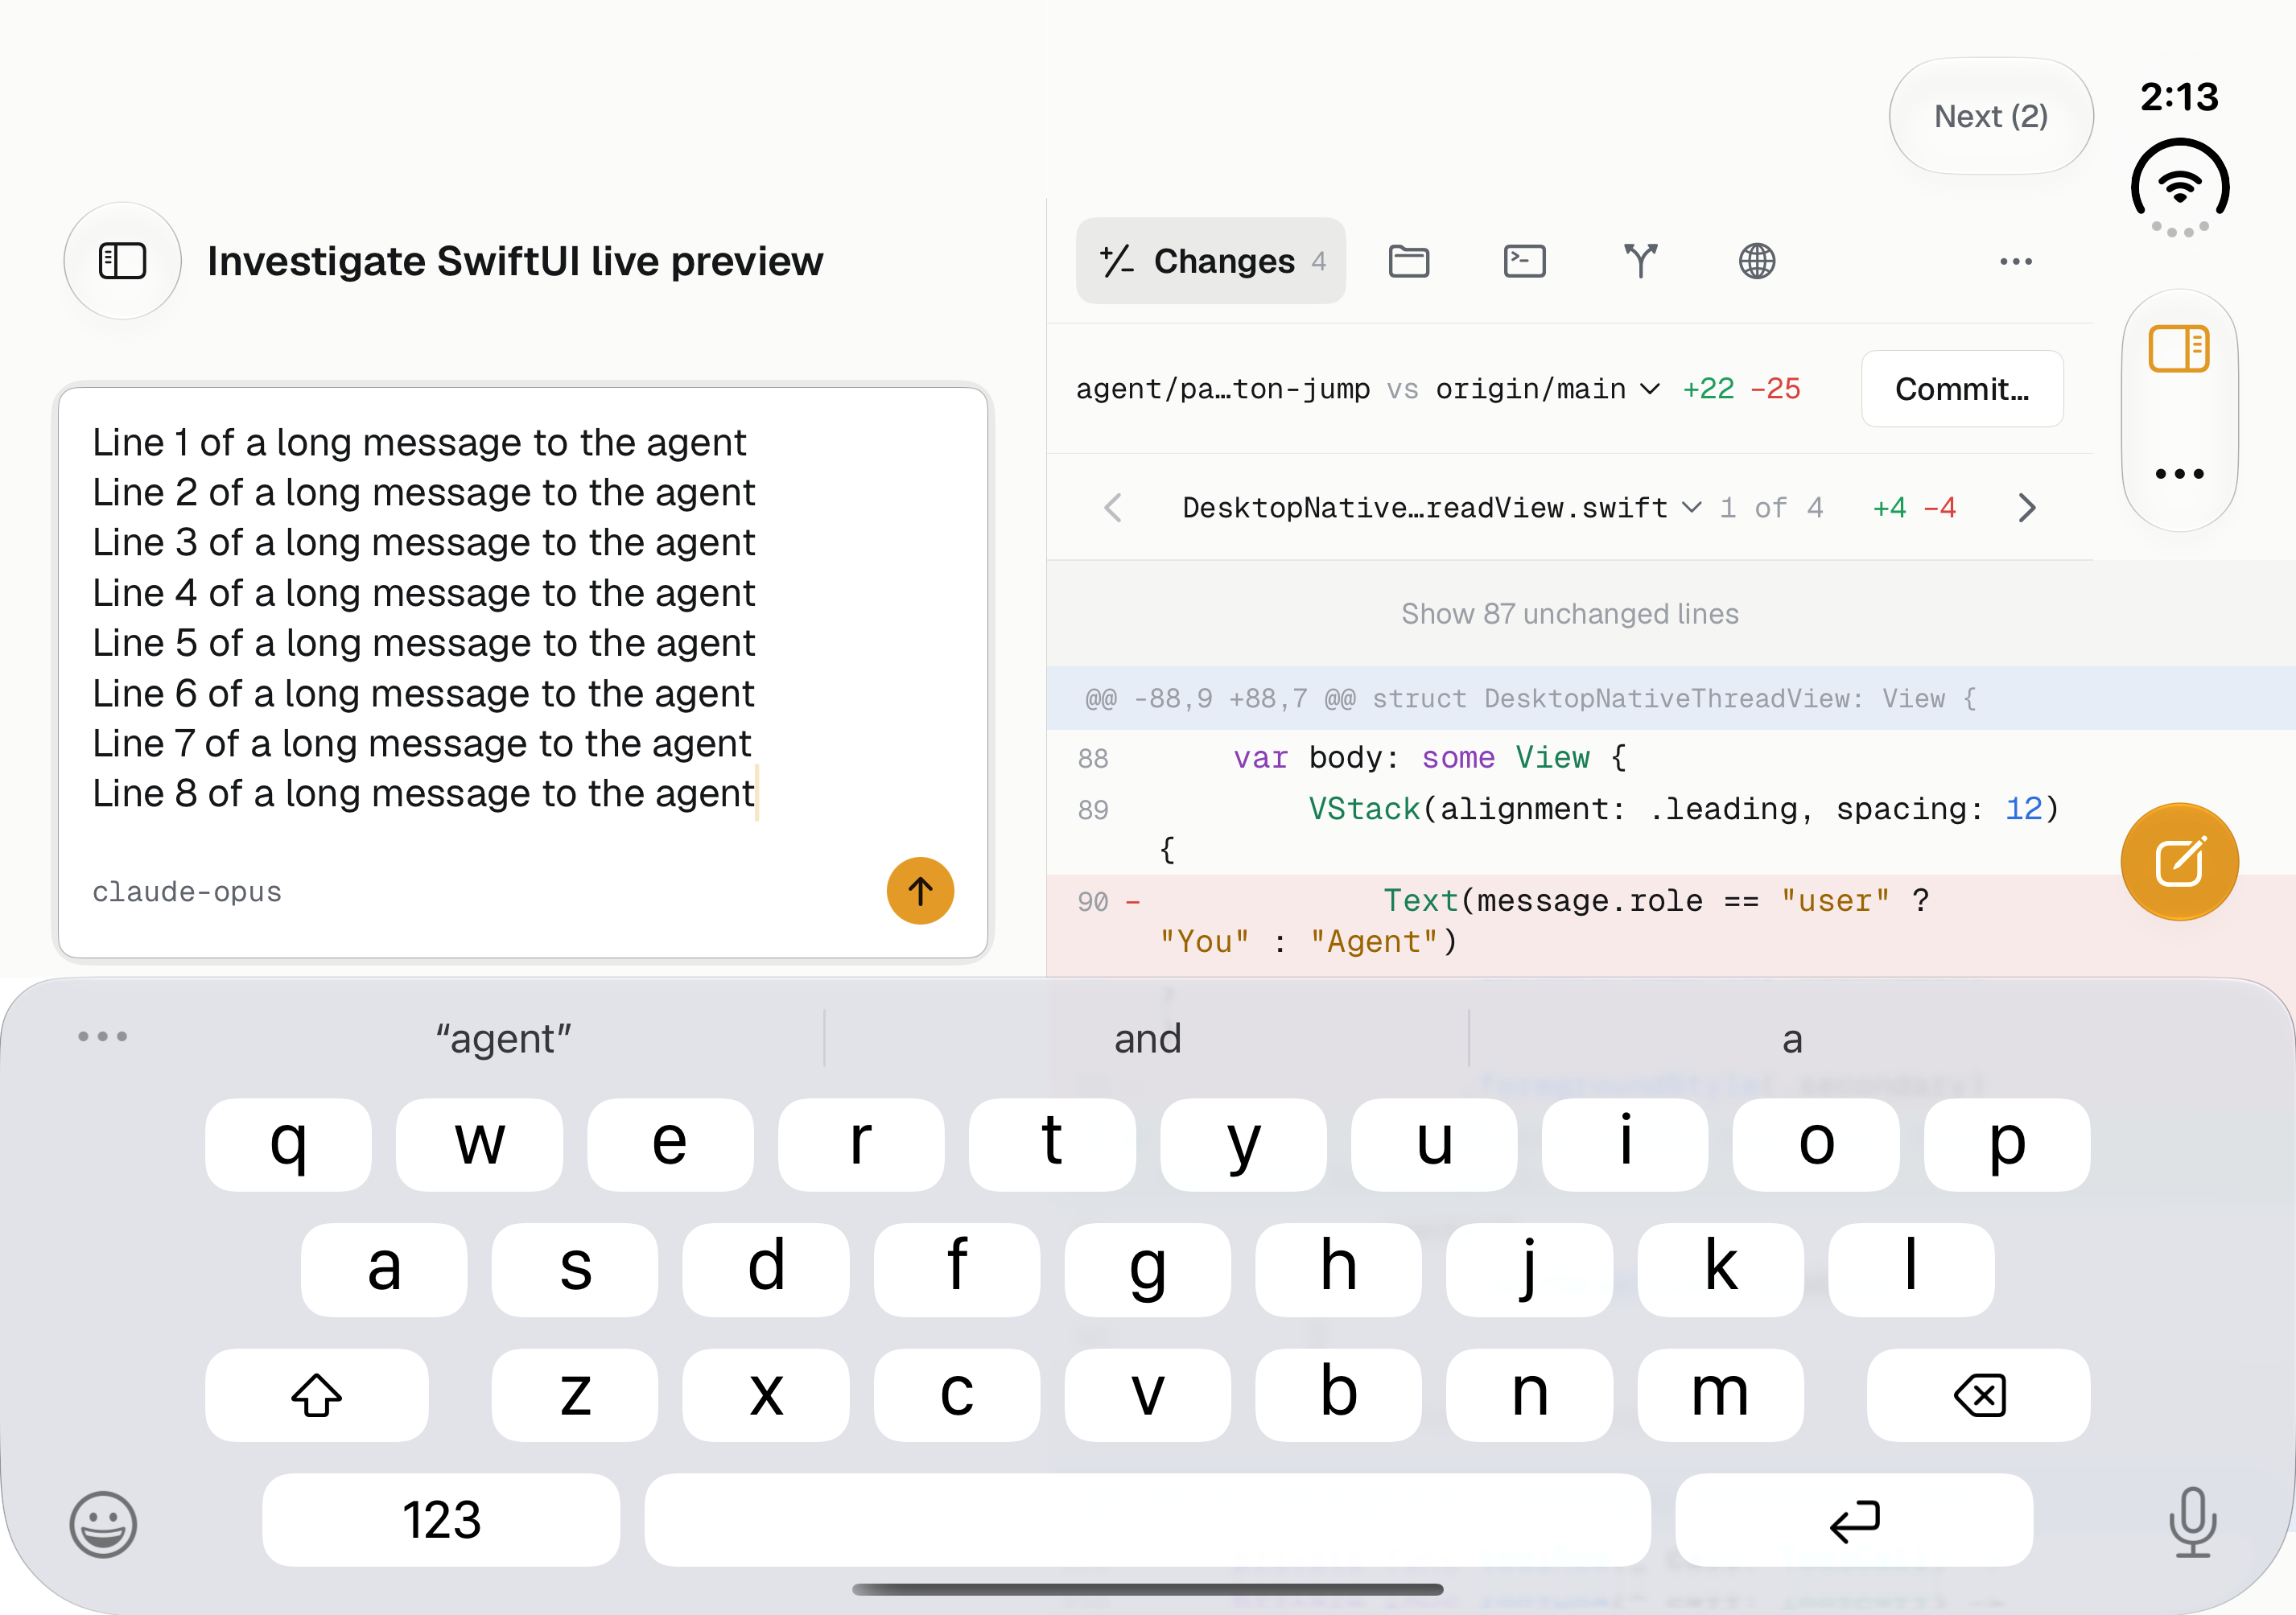 2:13
Next (2)
Investigate SwiftUI live preview
Changes 4
agent/pa…ton-jump vs origin/main +22 -25
Commit…
DesktopNative…readView.swift 1 of 4 +4 -4
Show 87 unchanged lines
@@ -88,9 +88,7 @@ struct DesktopNativeThreadView: View {
88 var body: some View {
89 VStack(alignment: .leading, spacing: 12)
{
90 - Text(message.role == "user" ?
"You" : "Agent")
Line 1 of a long message to the agent
Line 2 of a long message to the agent
Line 3 of a long message to the agent
Line 4 of a long message to the agent
Line 5 of a long message to the agent
Line 6 of a long message to the agent
Line 7 of a long message to the agent
Line 8 of a long message to the agent
claude-opus
“agent” and a
q w e r t y u i o p
a s d f g h j k l
z x c v b n m
123